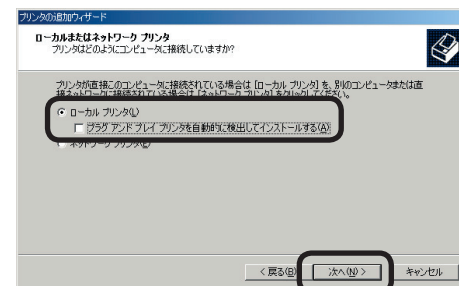 プリンタの追加ウィザード
ローカルまたはネットワーク プリンタ
プリンタはどのようにコンピュータに接続していますか?
プリンタが直接このコンピュータに接続されている場合は [ローカル プリンタ] を、別のコンピュータまたは直
接ネットワークに接続されている場合は [ネットワーク プリンタ] をクリックしてください。
ローカル プリンタ(L)
プラグ アンド プレイ プリンタを自動的に検出してインストールする(A)
ネットワーク プリンタ(E)
< 戻る(B)
次へ(N) >
キャンセル